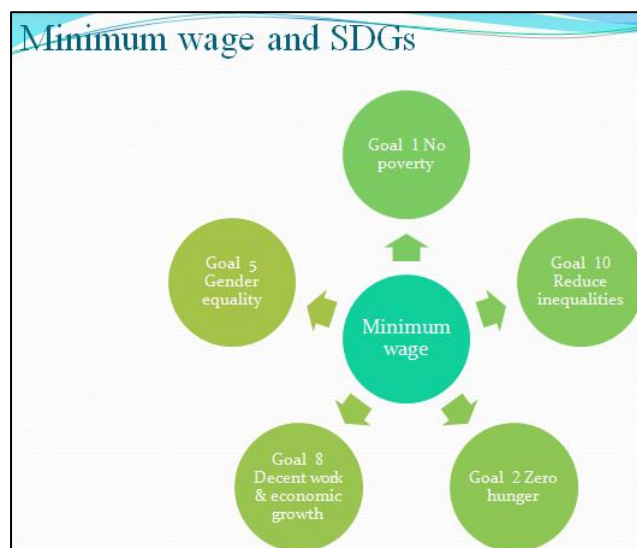 Minimum wage and SDGs
Goal 1 No
poverty
Goal 5
Gender
equality
Goal 10
Reduce
inequalities
Minimum
wage
Goal 8
Decent work
& economic
growth
Goal 2 Zero
hunger